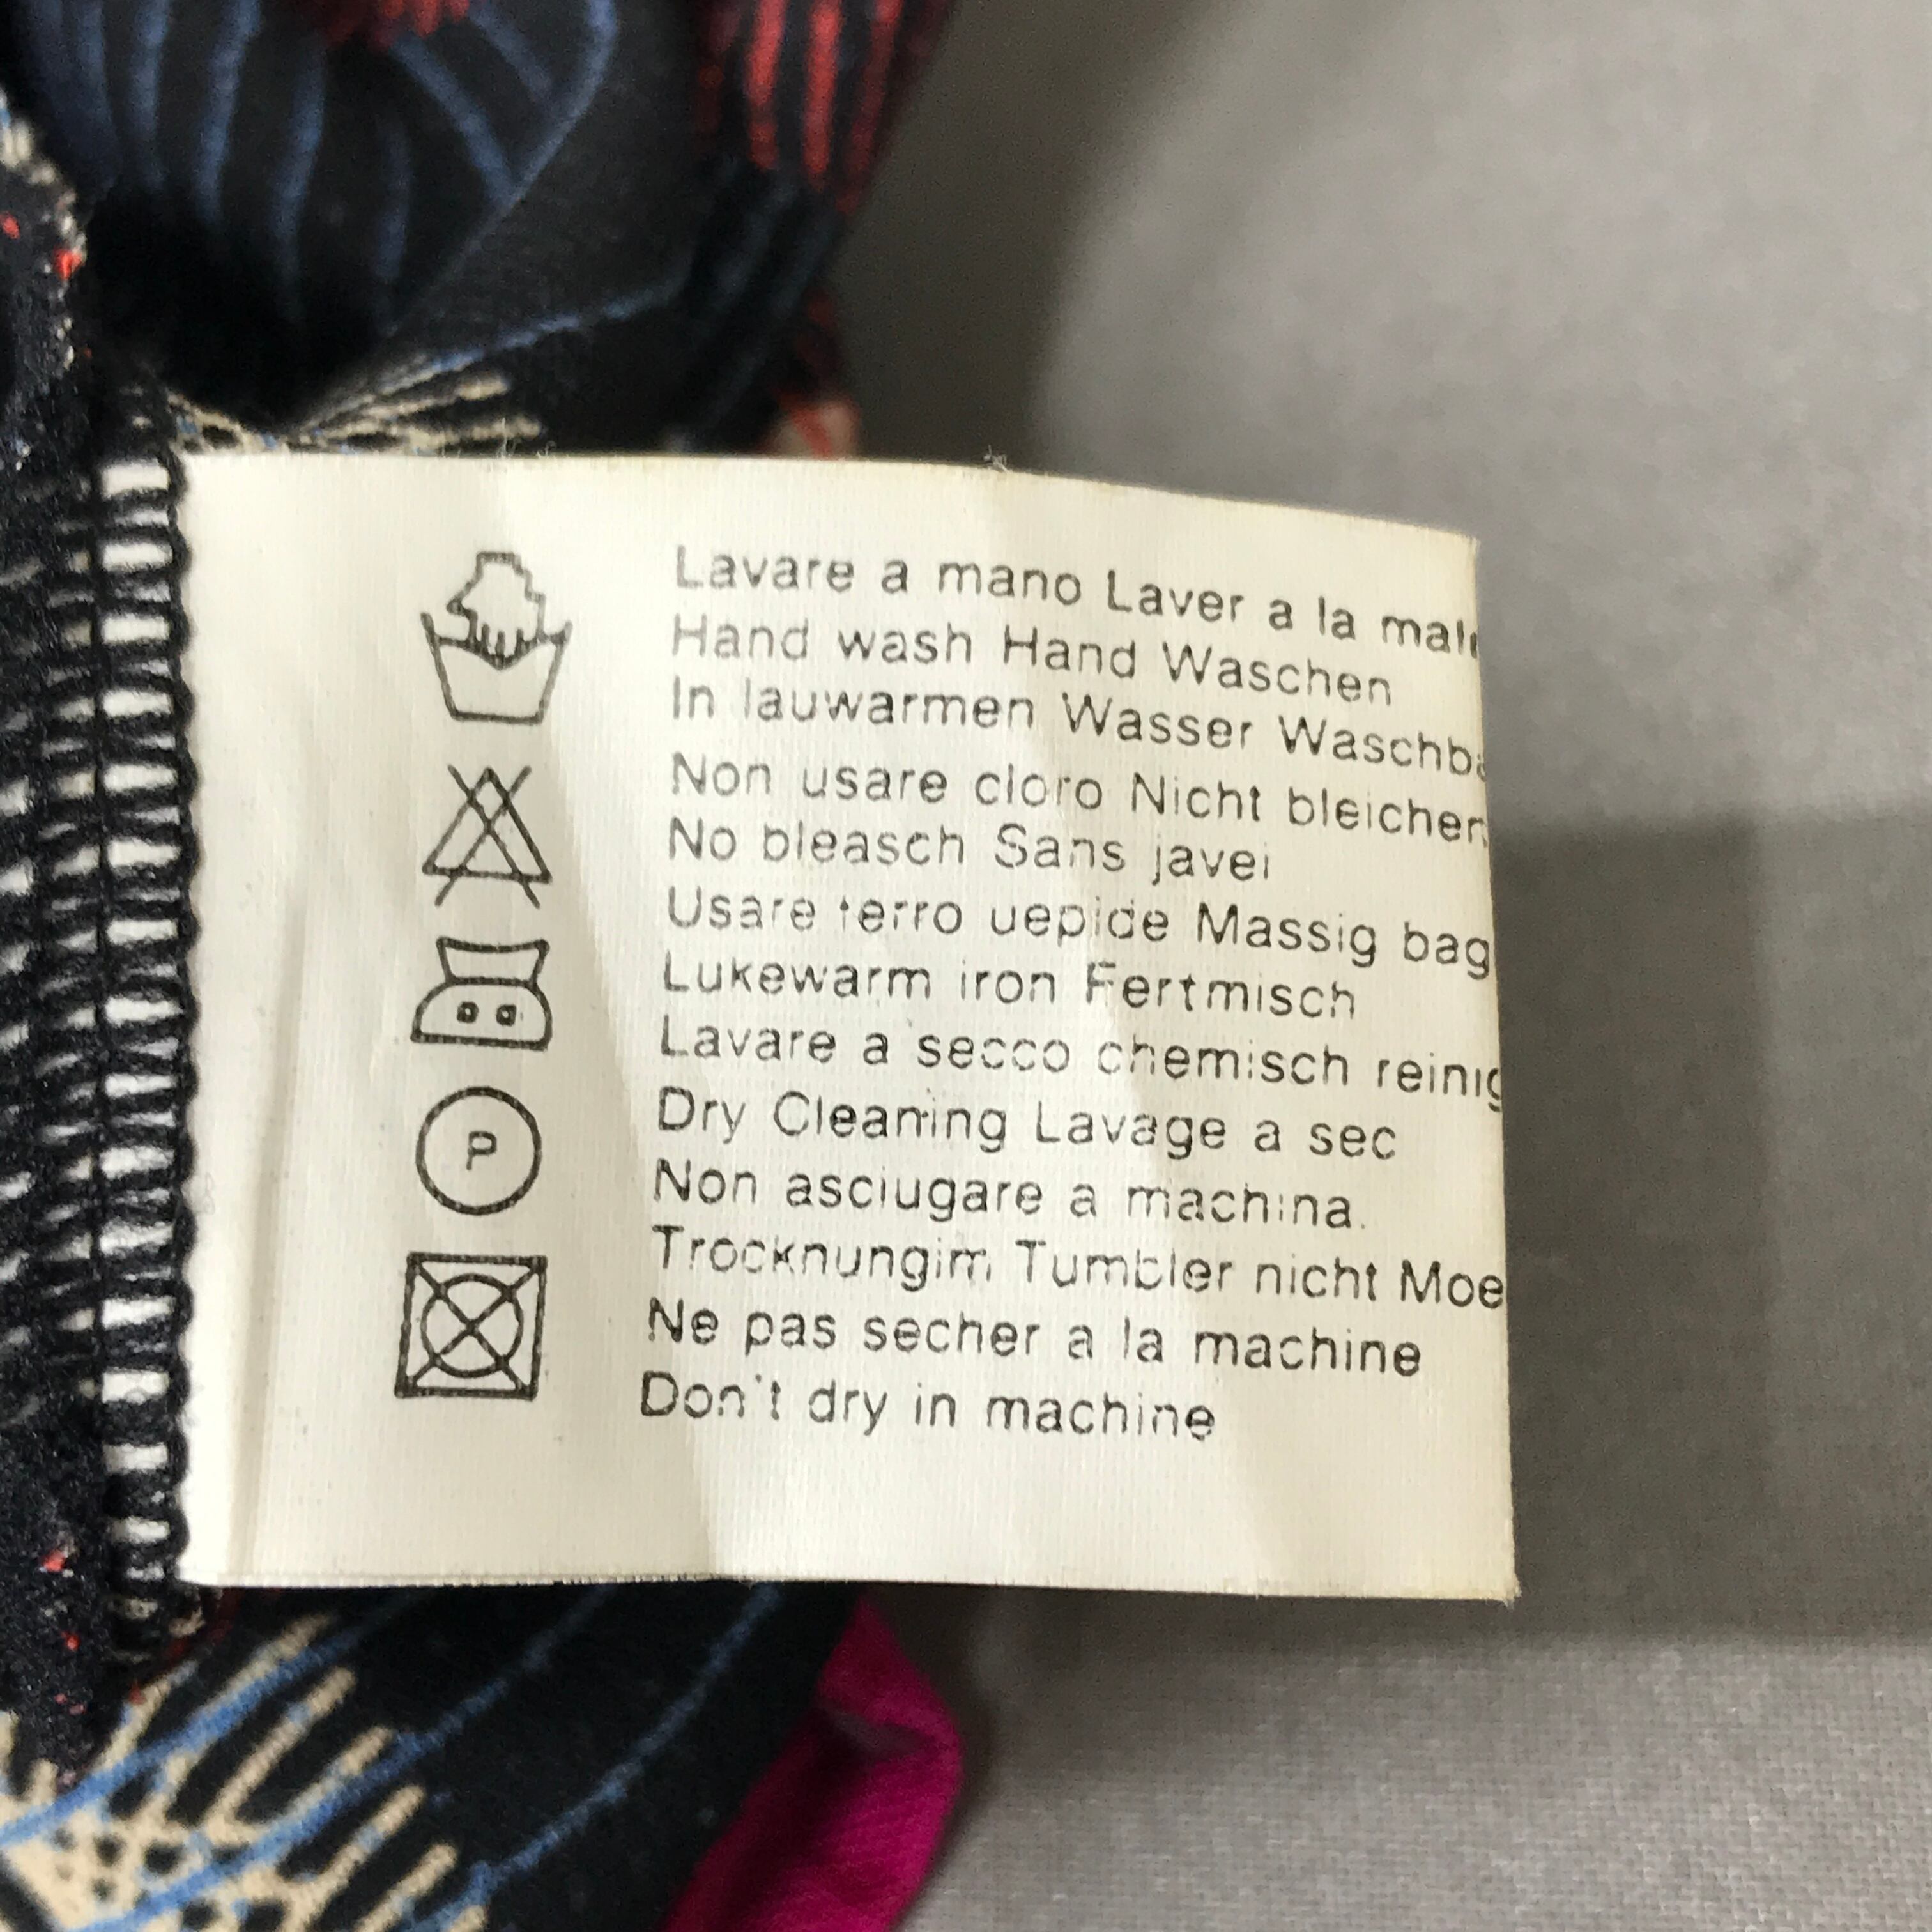 Lavare a mano Laver a la mai
Hand wash Hand Waschen
In lauwarmen Wasser Waschba
Non usare cloro Nicht bleichen
No bleasch Sans javei
Usare ferro uepide Massig bag
Lukewarm iron Fertmisch
Lavare a secco chemisch reinig
P
Dry Cleaning Lavage a sec
Non asciugare a machina.
Trocknungim Tumbler nicht Moe
Ne pas secher a la machine
Don't dry in machine